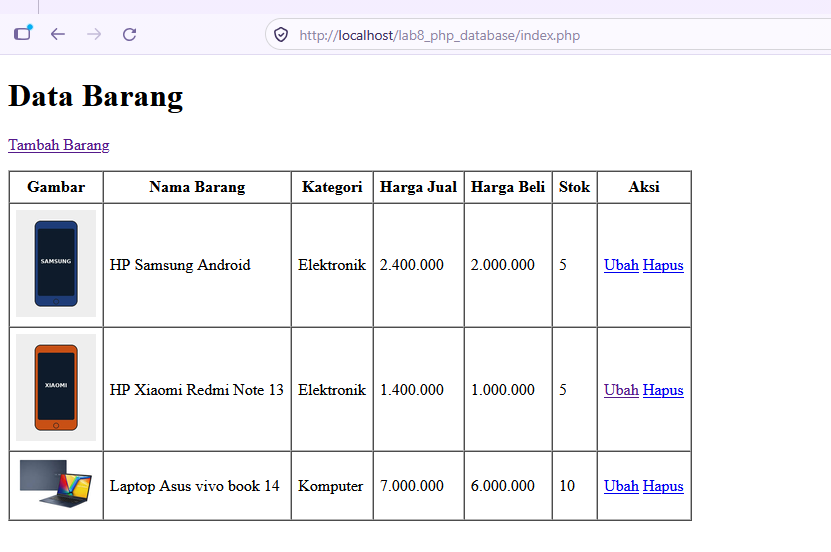 http://localhost/lab8_php_database/index.php
Data Barang
Tambah Barang
Gambar Nama Barang Kategori Harga Jual Harga Beli Stok Aksi
SAMSUNG HP Samsung Android Elektronik 2.400.000 2.000.000 5 Ubah Hapus
XIAOMI HP Xiaomi Redmi Note 13 Elektronik 1.400.000 1.000.000 5 Ubah Hapus
Laptop Asus vivo book 14 Komputer 7.000.000 6.000.000 10 Ubah Hapus